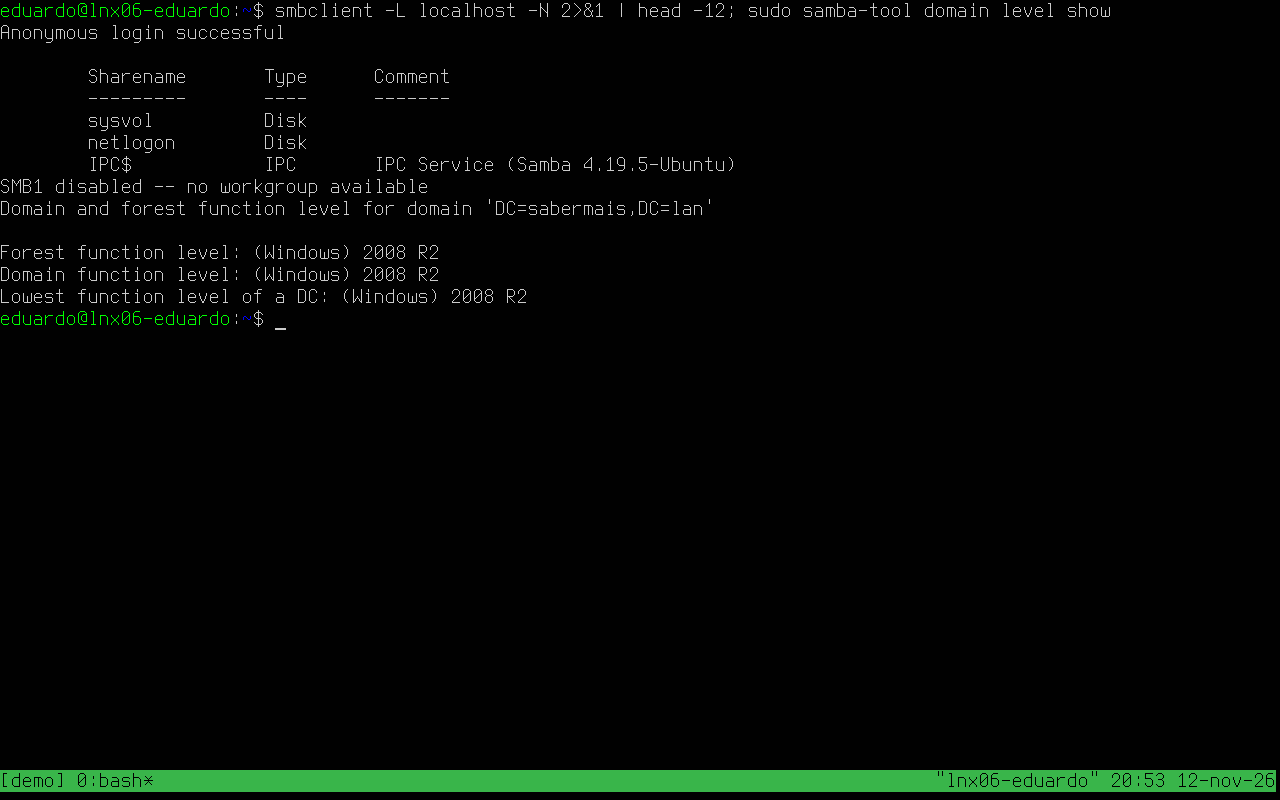 eduardo@lnx06-eduardo:~$ smbclient -L localhost -N 2>&1 | head -12; sudo samba-tool domain level show
Anonymous login successful
Sharename Type Comment
--------- ---- -------
sysvol Disk
netlogon Disk
IPC$ IPC IPC Service (Samba 4.19.5-Ubuntu)
SMB1 disabled -- no workgroup available
Domain and forest function level for domain 'DC=sabermais,DC=lan'
Forest function level: (Windows) 2008 R2
Domain function level: (Windows) 2008 R2
Lowest function level of a DC: (Windows) 2008 R2
eduardo@lnx06-eduardo:~$ _
[demo] 0:bash* "lnx06-eduardo" 20:53 12-nov-26